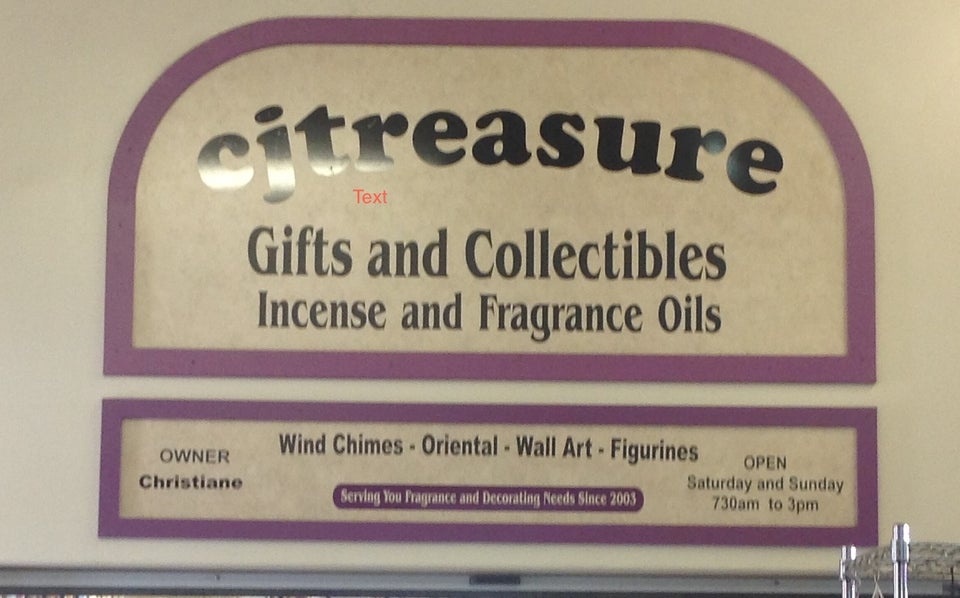 cjtreasure
Text
Gifts and Collectibles
Incense and Fragrance Oils
Wind Chimes - Oriental - Wall Art - Figurines
OWNER
Christiane
Serving You Fragrance and Decorating Needs Since 2003
OPEN
Saturday and Sunday
730am to 3pm